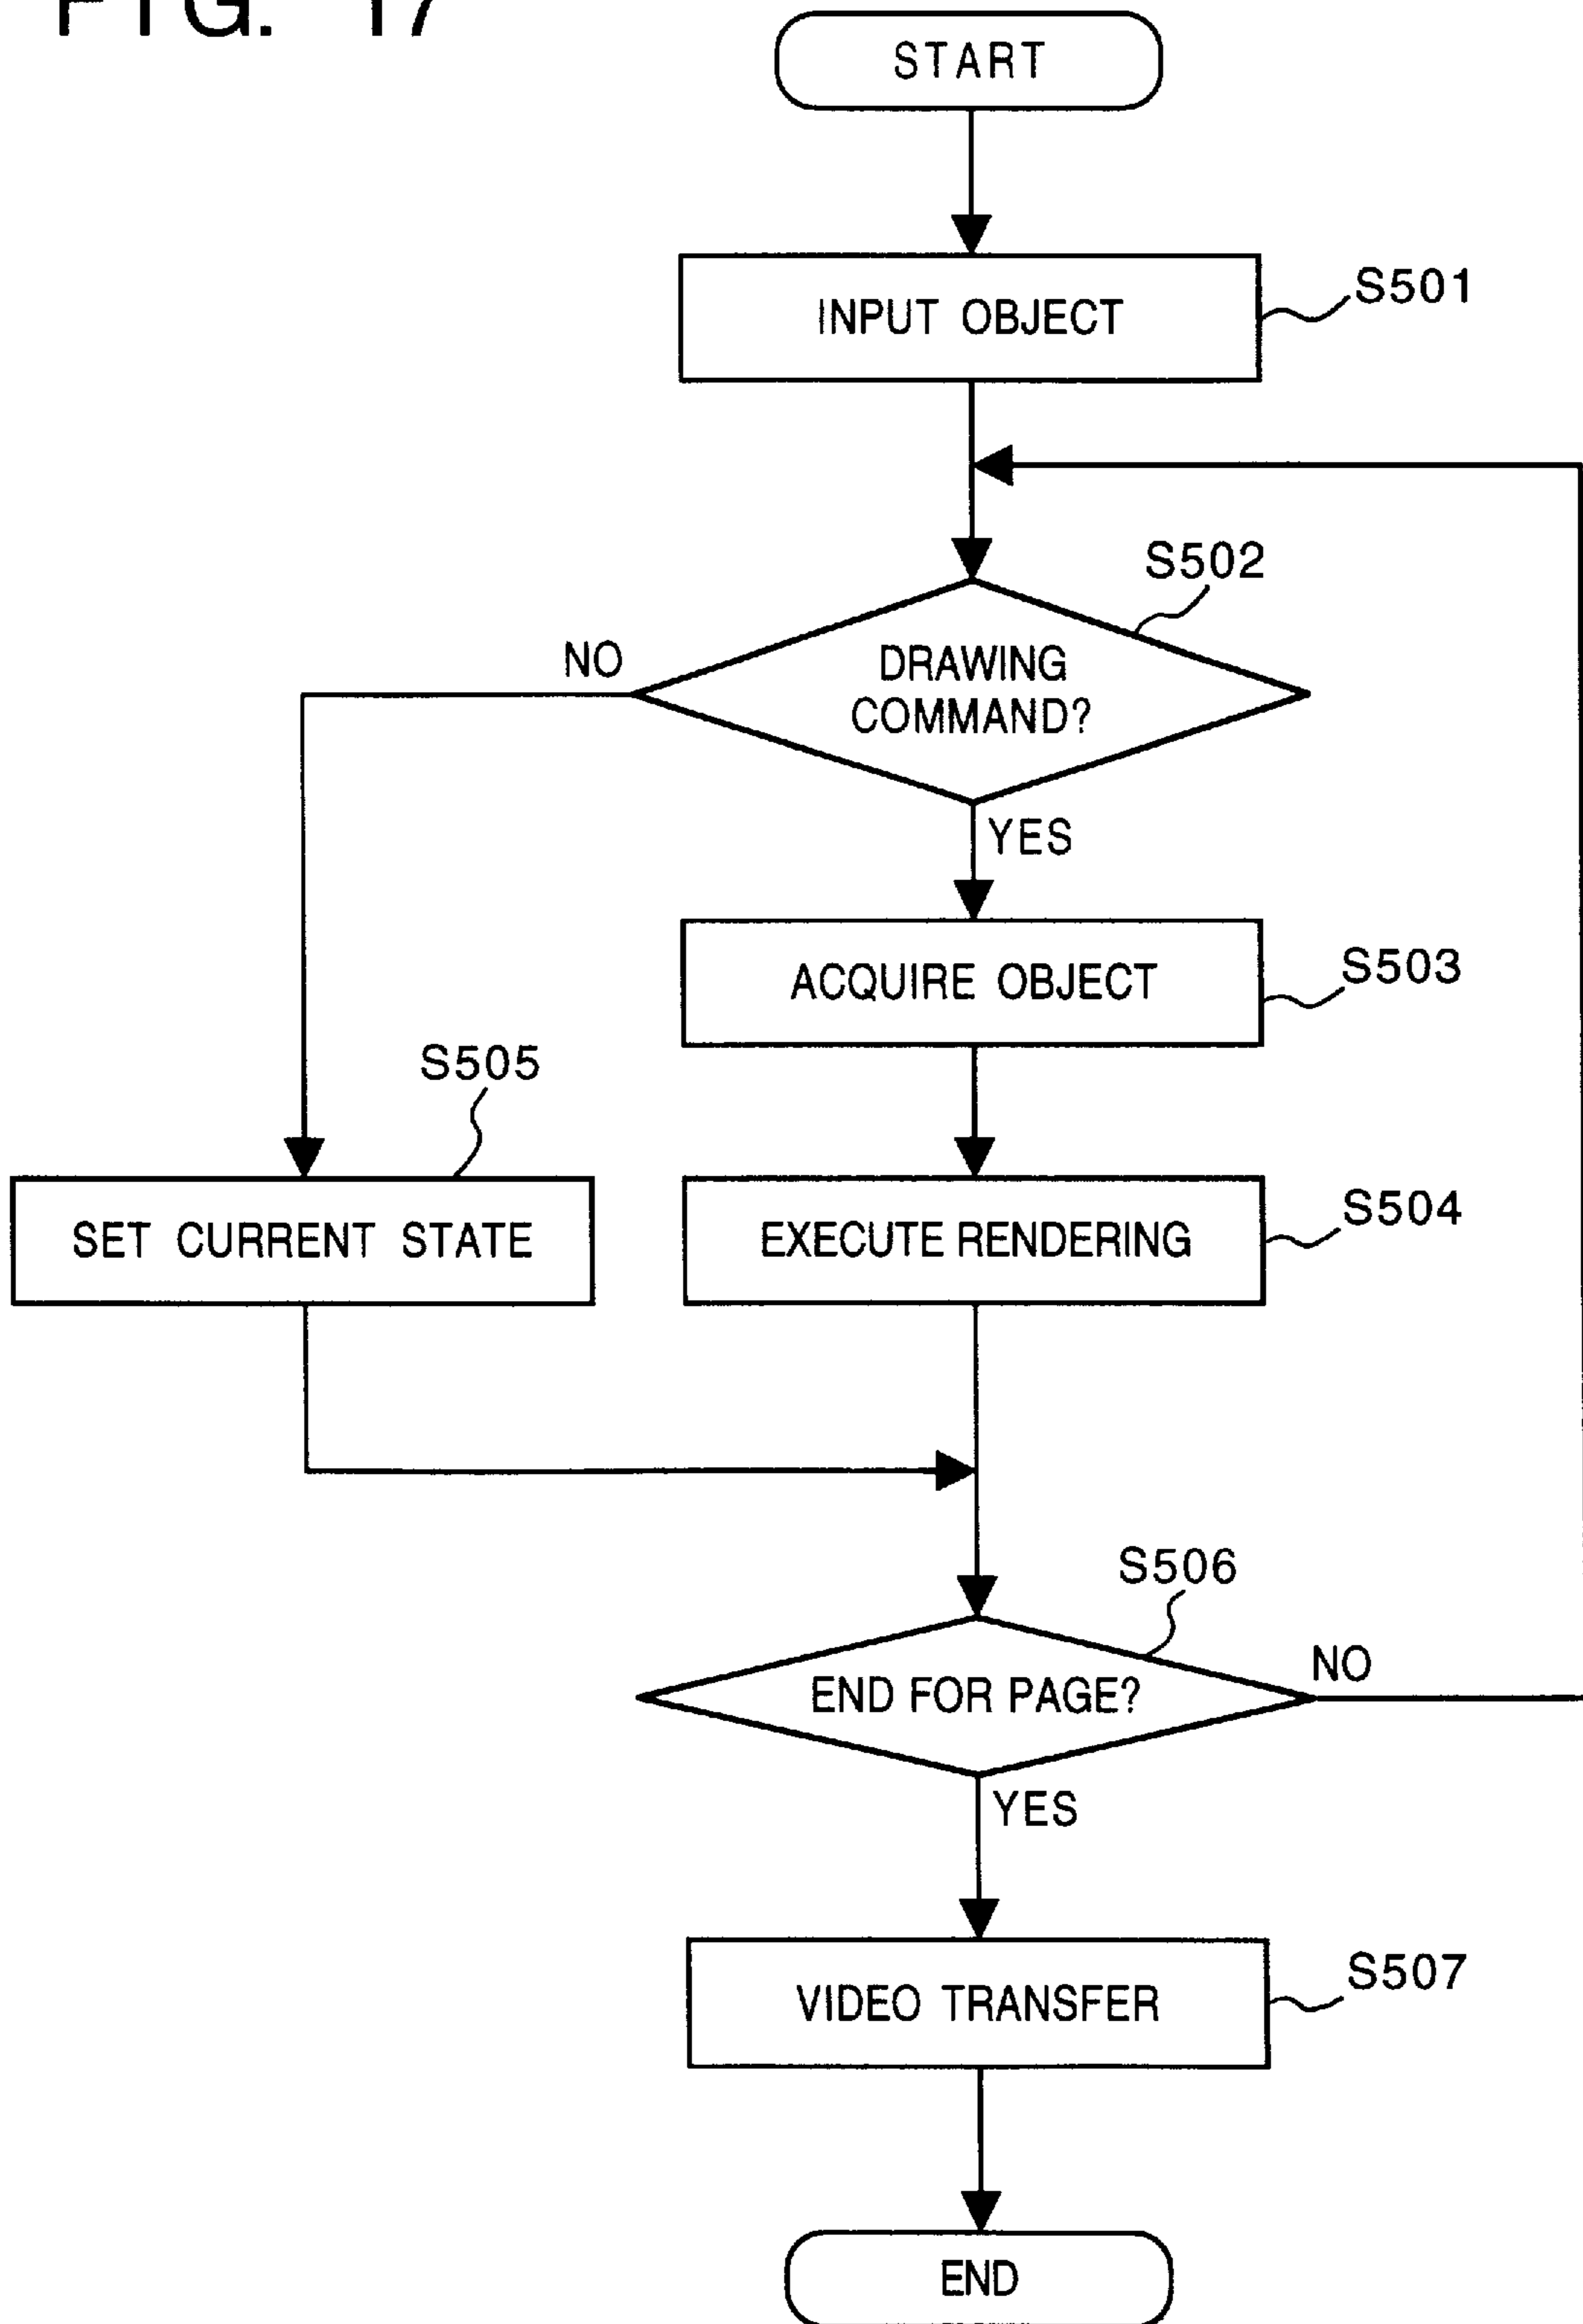 FIG. 17
START
INPUT OBJECT
S501
S502
NO
DRAWING
COMMAND?
YES
ACQUIRE OBJECT
S503
S505
SET CURRENT STATE
EXECUTE RENDERING
S504
S506
END FOR PAGE?
NO
YES
VIDEO TRANSFER
S507
END